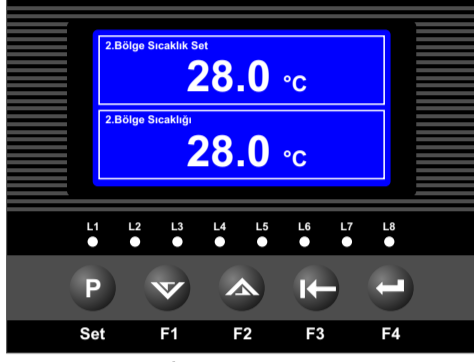 2.Bölge Sıcaklık Set
28.0 °C
2.Bölge Sıcaklığı
28.0 °C
L1 L2 L3 L4 L5 L6 L7 L8
P
Set F1 F2 F3 F4